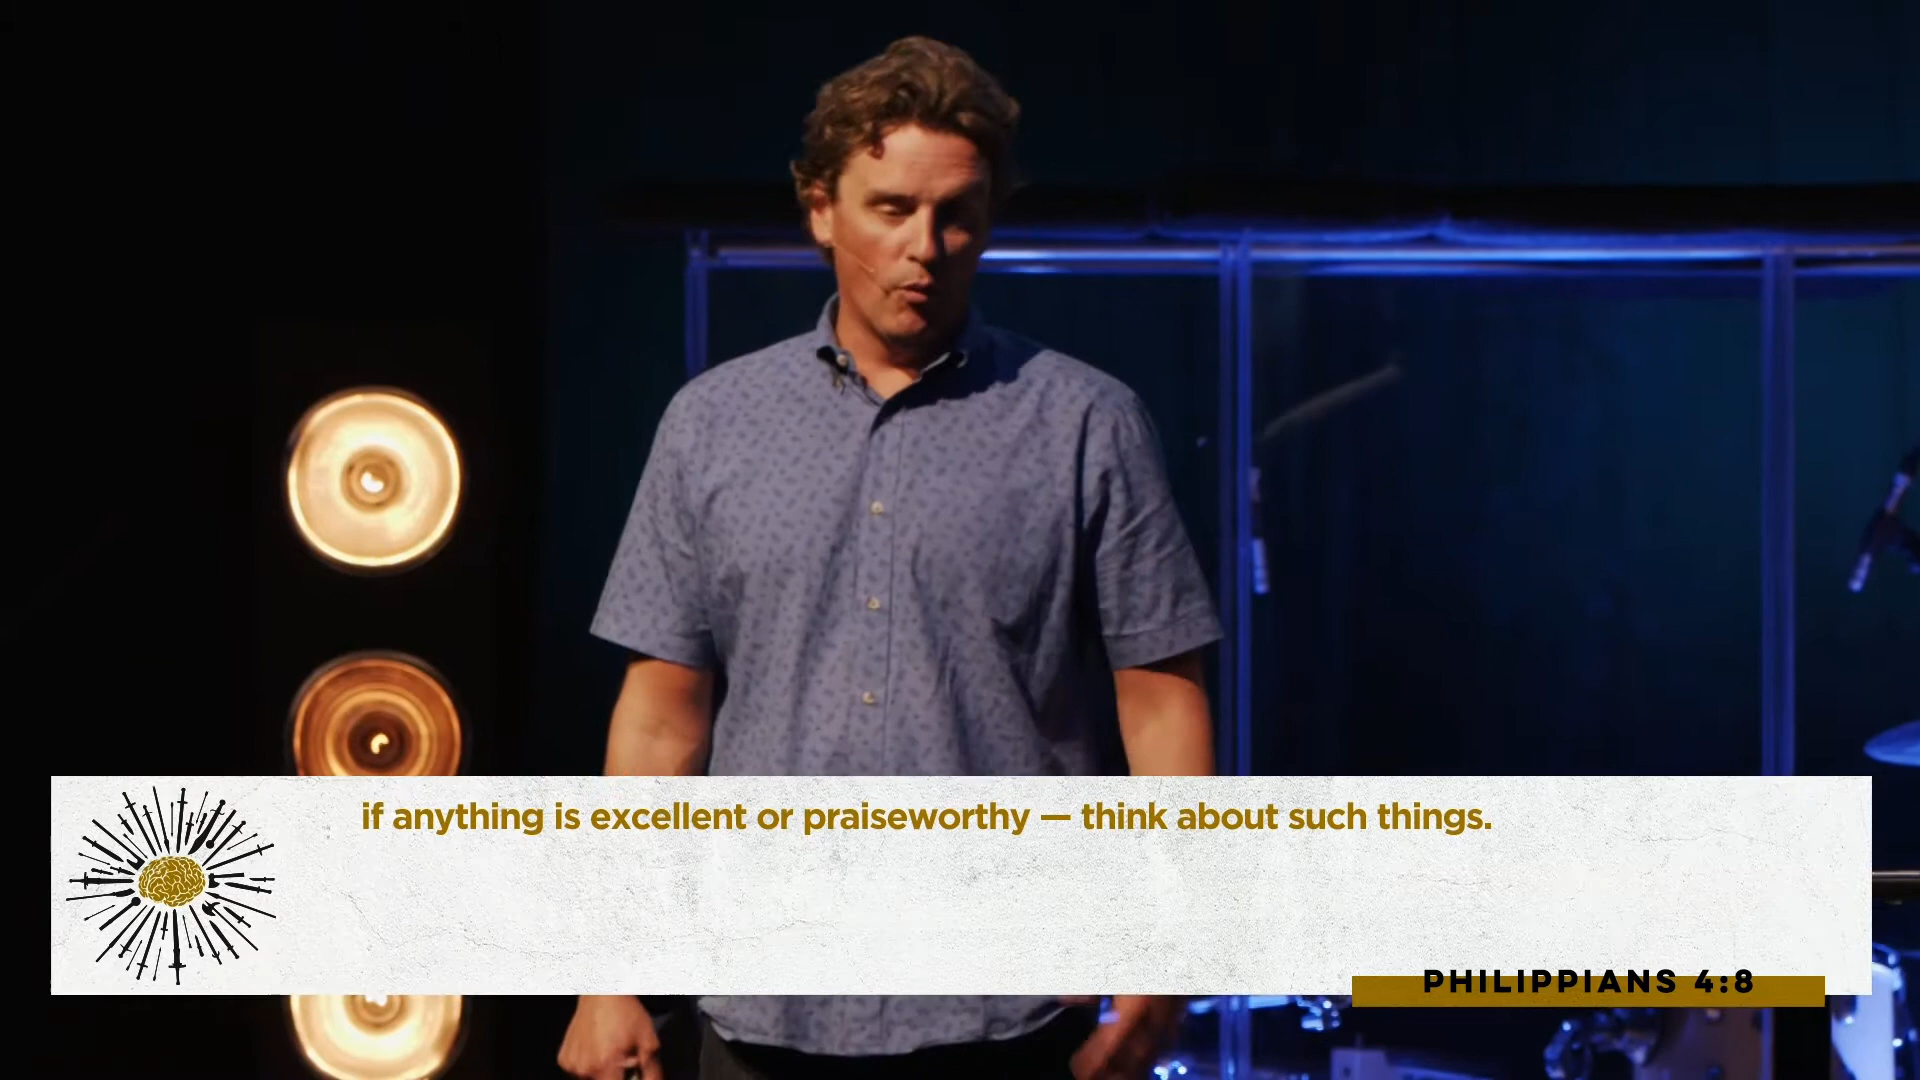 if anything is excellent or praiseworthy — think about such things.
PHILIPPIANS 4:8